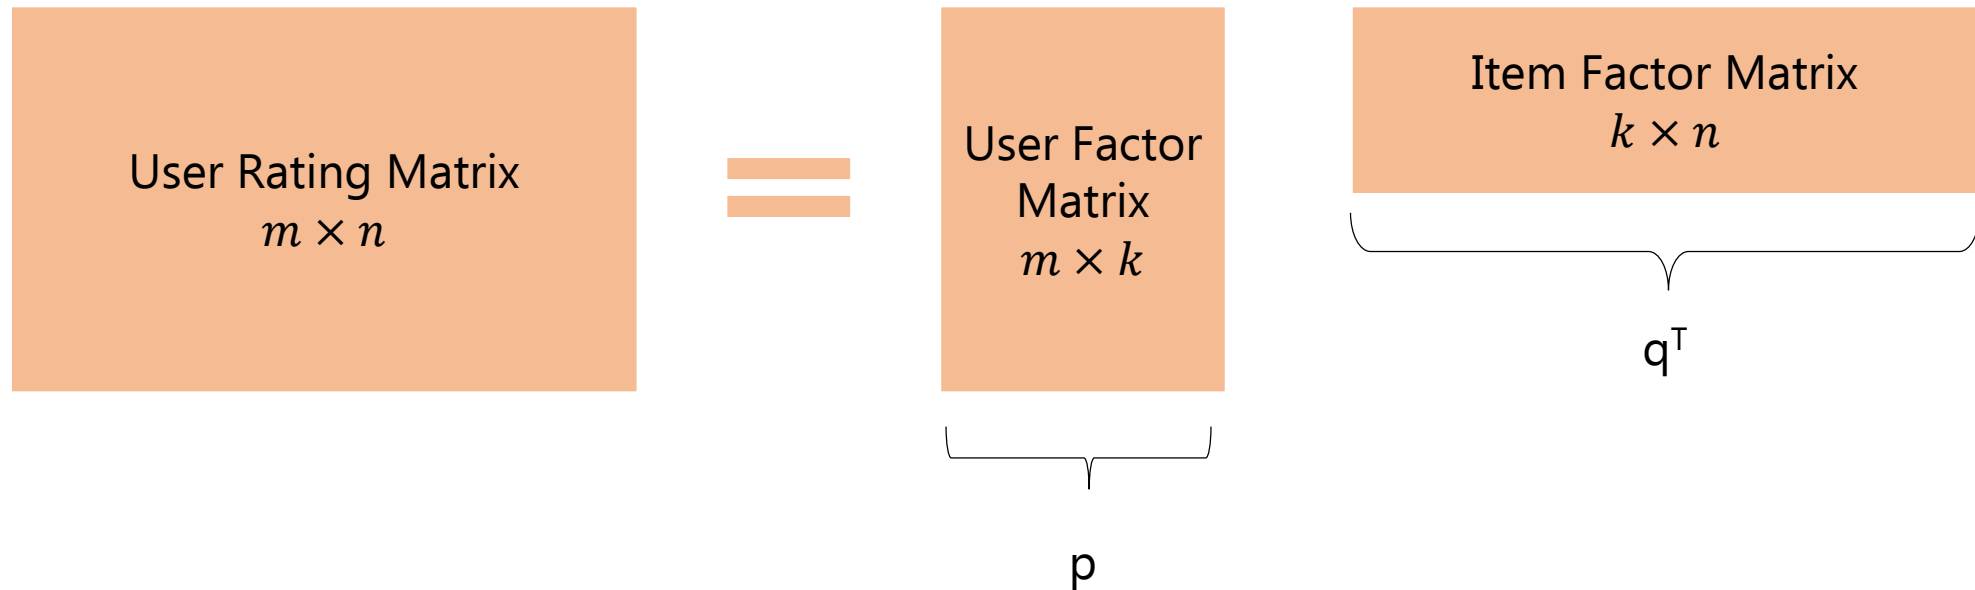 User Rating Matrix
m × n
User Factor
Matrix
m × k
p
Item Factor Matrix
k × n
qᵀ